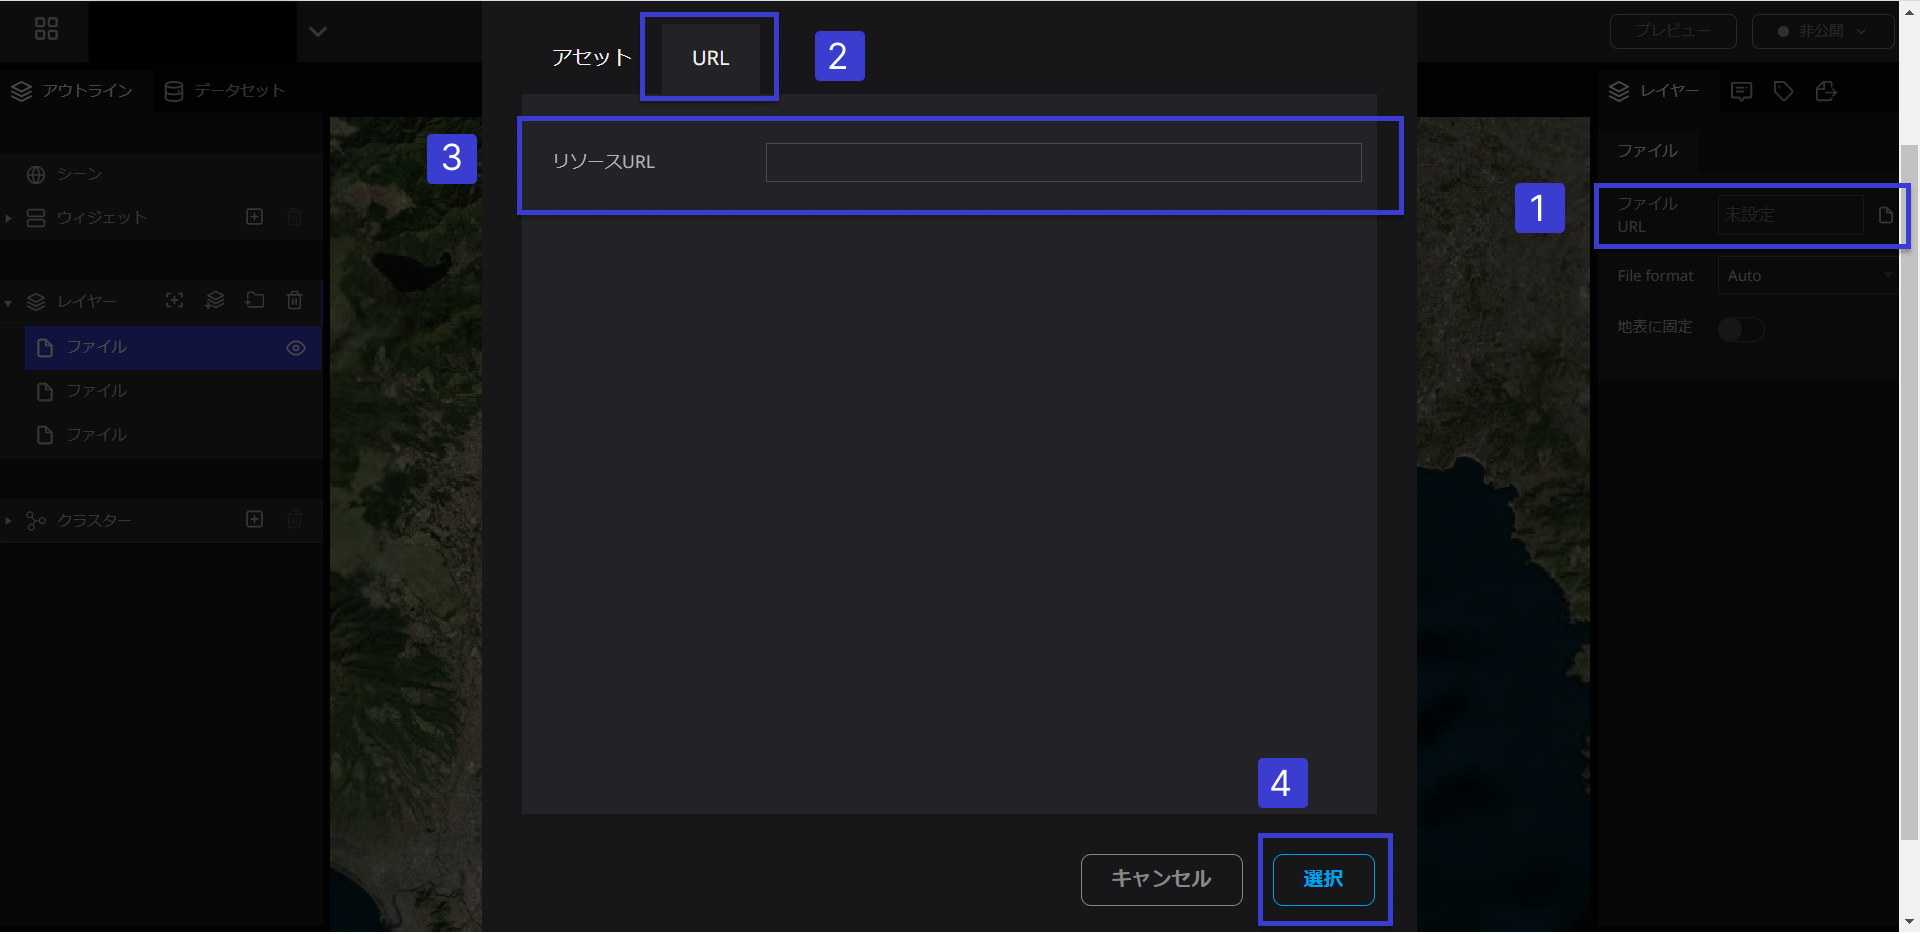 プレビュー
非公開
アウトライン
データセット
シーン
ウィジェット
レイヤー
ファイル
ファイル
ファイル
クラスター
アセット
URL
2
3
リソースURL
4
キャンセル
選択
レイヤー
ファイル
1
ファイル
URL
未設定
File format
Auto
地表に固定